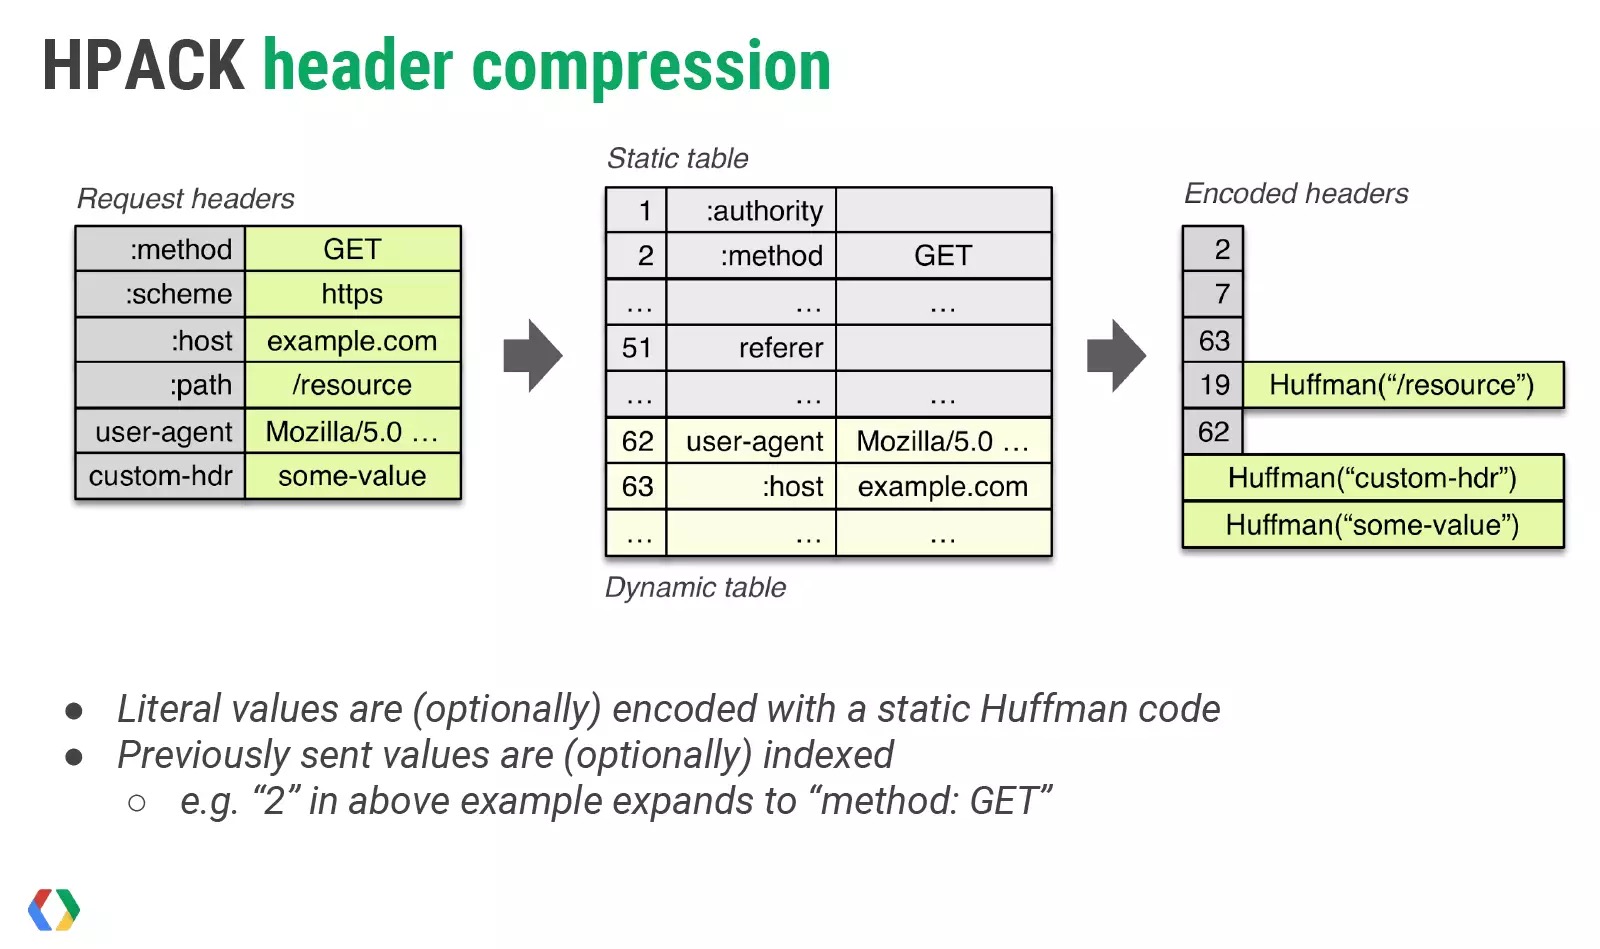 HPACK header compression
Request headers
:method GET
:scheme https
:host example.com
:path /resource
user-agent Mozilla/5.0 …
custom-hdr some-value
Static table
1 :authority
2 :method GET
… … …
51 referer
… … …
62 user-agent Mozilla/5.0 …
63 :host example.com
… … …
Dynamic table
Encoded headers
2
7
63
19 Huffman(“/resource”)
62
Huffman(“custom-hdr”)
Huffman(“some-value”)
● Literal values are (optionally) encoded with a static Huffman code
● Previously sent values are (optionally) indexed
○ e.g. “2” in above example expands to “method: GET”